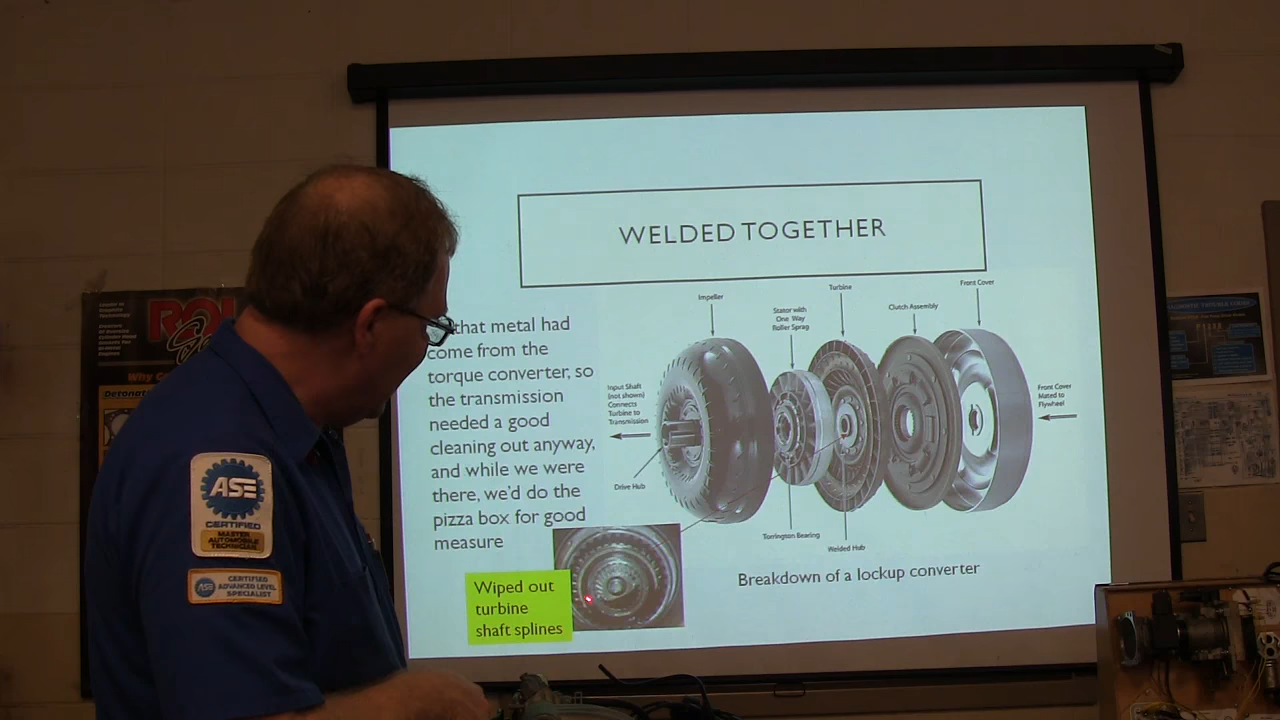 WELDED TOGETHER
that metal had
come from the
torque converter, so
the transmission
needed a good
cleaning out anyway,
and while we were
there, we'd do the
pizza box for good
measure
Impeller
Stator with
One Way
Roller Sprag
Turbine
Clutch Assembly
Front Cover
Input Shaft
(not shown)
Connects
Turbine to
Transmission
Front Cover
Mated to
Flywheel
Drive Hub
Torrington Bearing
Welded Hub
Breakdown of a lockup converter
Wiped out
turbine
shaft splines
ASE
CERTIFIED
MASTER
AUTOMOBILE
TECHNICIAN
ASE
CERTIFIED
ADVANCED LEVEL
SPECIALIST
Why